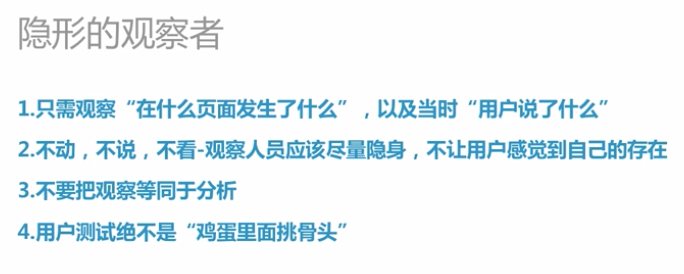 隐形的观察者
1.只需观察“在什么页面发生了什么”，以及当时“用户说了什么”
2.不动，不说，不看-观察人员应该尽量隐身，不让用户感觉到自己的存在
3.不要把观察等同于分析
4.用户测试绝不是“鸡蛋里面挑骨头”